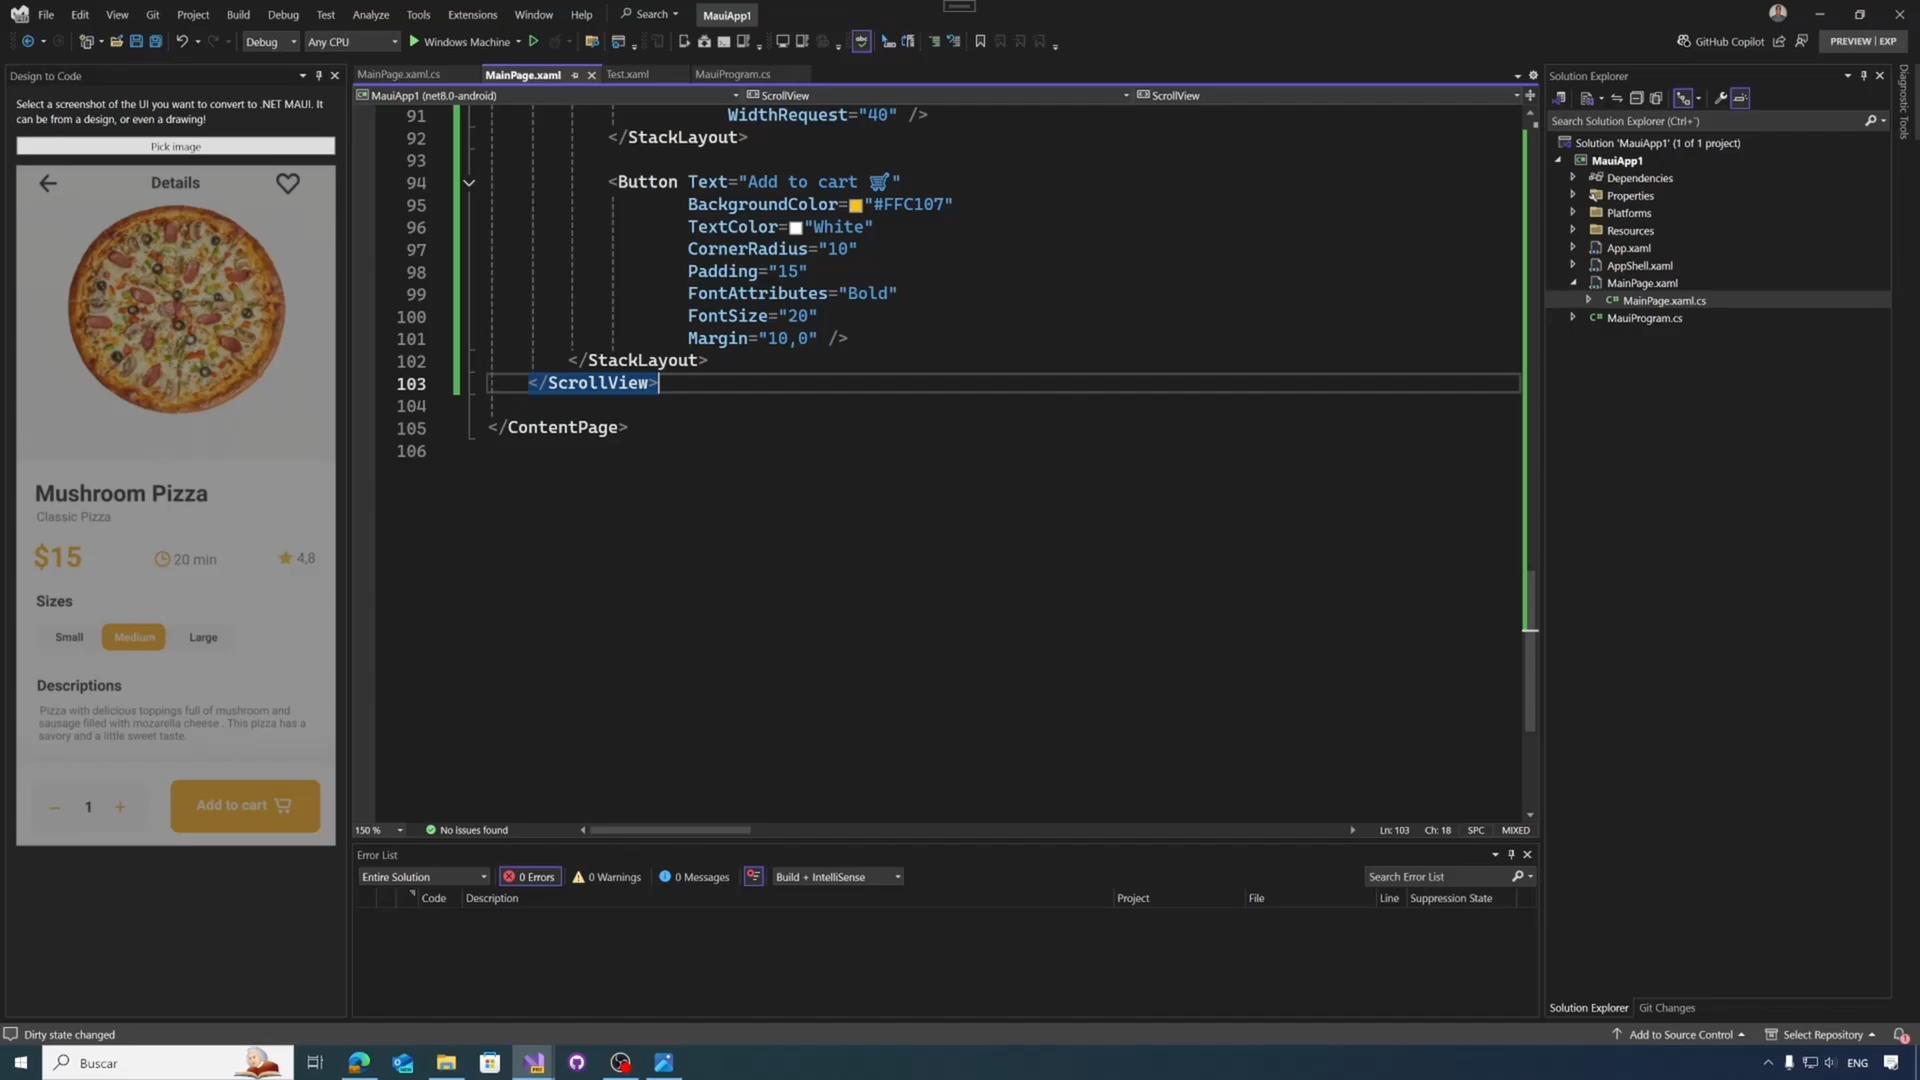 File Edit View Git Project Build Debug Test Analyze Tools Extensions Window Help Search MauiApp1
Debug Any CPU Windows Machine GitHub Copilot PREVIEW | EXP
Design to Code
Select a screenshot of the UI you want to convert to .NET MAUI. It
can be from a design, or even a drawing!
Pick image
Details
Mushroom Pizza
Classic Pizza
$15 20 min 4,8
Sizes
Small Medium Large
Descriptions
Pizza with delicious toppings full of mushroom and
sausage filled with mozarella cheese . This pizza has a
savory and a little sweet taste.
− 1 + Add to cart
MainPage.xaml.cs MainPage.xaml Test.xaml MauiProgram.cs
MauiApp1 (net8.0-android) ScrollView ScrollView
91 WidthRequest="40" />
92 </StackLayout>
93
94 <Button Text="Add to cart 🛒"
95 BackgroundColor="#FFC107"
96 TextColor="White"
97 CornerRadius="10"
98 Padding="15"
99 FontAttributes="Bold"
100 FontSize="20"
101 Margin="10,0" />
102 </StackLayout>
103 </ScrollView>
104
105 </ContentPage>
106
150 % No issues found Ln: 103 Ch: 18 SPC MIXED
Error List
Entire Solution 0 Errors 0 Warnings 0 Messages Build + IntelliSense Search Error List
Code Description Project File Line Suppression State
Solution Explorer
Search Solution Explorer (Ctrl+´)
Solution 'MauiApp1' (1 of 1 project)
MauiApp1
Dependencies
Properties
Platforms
Resources
App.xaml
AppShell.xaml
MainPage.xaml
C# MainPage.xaml.cs
C# MauiProgram.cs
Solution Explorer Git Changes
Diagnostic Tools
Dirty state changed Add to Source Control Select Repository 1
Buscar ENG